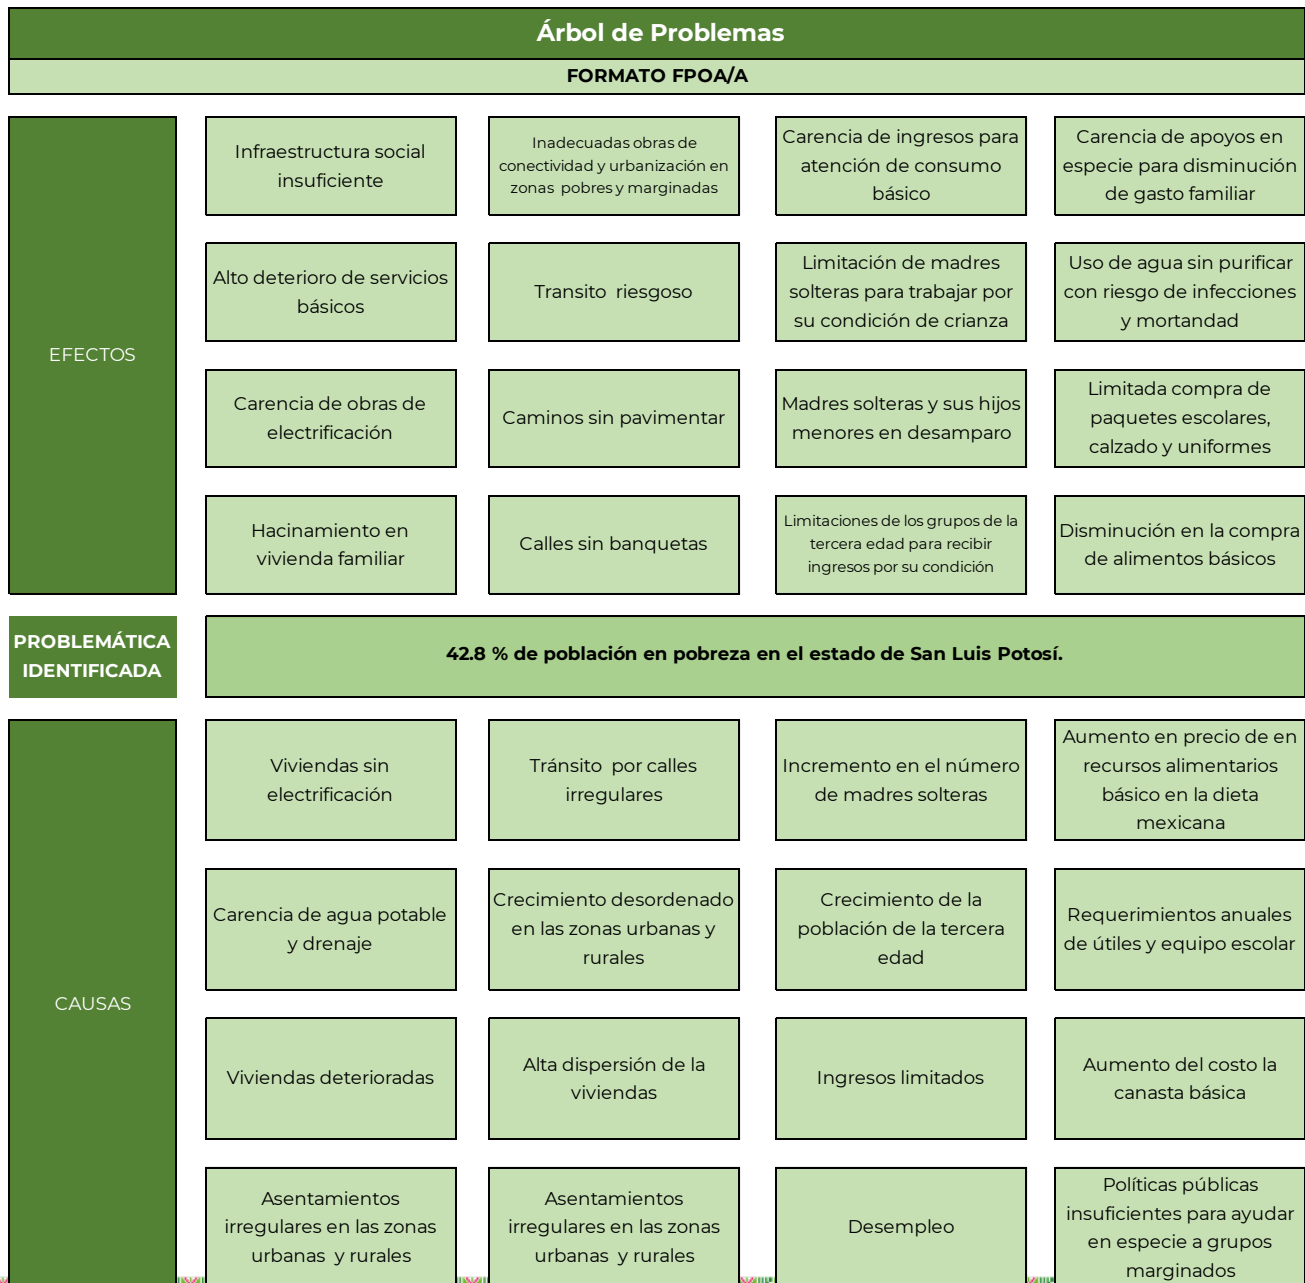 Árbol de Problemas
FORMATO FPOA/A
EFECTOS
Infraestructura social
insuficiente
Inadecuadas obras de
conectividad y urbanización en
zonas pobres y marginadas
Carencia de ingresos para
atención de consumo
básico
Carencia de apoyos en
especie para disminución
de gasto familiar
Alto deterioro de servicios
básicos
Transito riesgoso
Limitación de madres
solteras para trabajar por
su condición de crianza
Uso de agua sin purificar
con riesgo de infecciones
y mortandad
Carencia de obras de
electrificación
Caminos sin pavimentar
Madres solteras y sus hijos
menores en desamparo
Limitada compra de
paquetes escolares,
calzado y uniformes
Hacinamiento en
vivienda familiar
Calles sin banquetas
Limitaciones de los grupos de la
tercera edad para recibir
ingresos por su condición
Disminución en la compra
de alimentos básicos
PROBLEMÁTICA
IDENTIFICADA
42.8 % de población en pobreza en el estado de San Luis Potosí.
CAUSAS
Viviendas sin
electrificación
Tránsito por calles
irregulares
Incremento en el número
de madres solteras
Aumento en precio de en
recursos alimentarios
básico en la dieta
mexicana
Carencia de agua potable
y drenaje
Crecimiento desordenado
en las zonas urbanas y
rurales
Crecimiento de la
población de la tercera
edad
Requerimientos anuales
de útiles y equipo escolar
Viviendas deterioradas
Alta dispersión de la
viviendas
Ingresos limitados
Aumento del costo la
canasta básica
Asentamientos
irregulares en las zonas
urbanas y rurales
Asentamientos
irregulares en las zonas
urbanas y rurales
Desempleo
Políticas públicas
insuficientes para ayudar
en especie a grupos
marginados